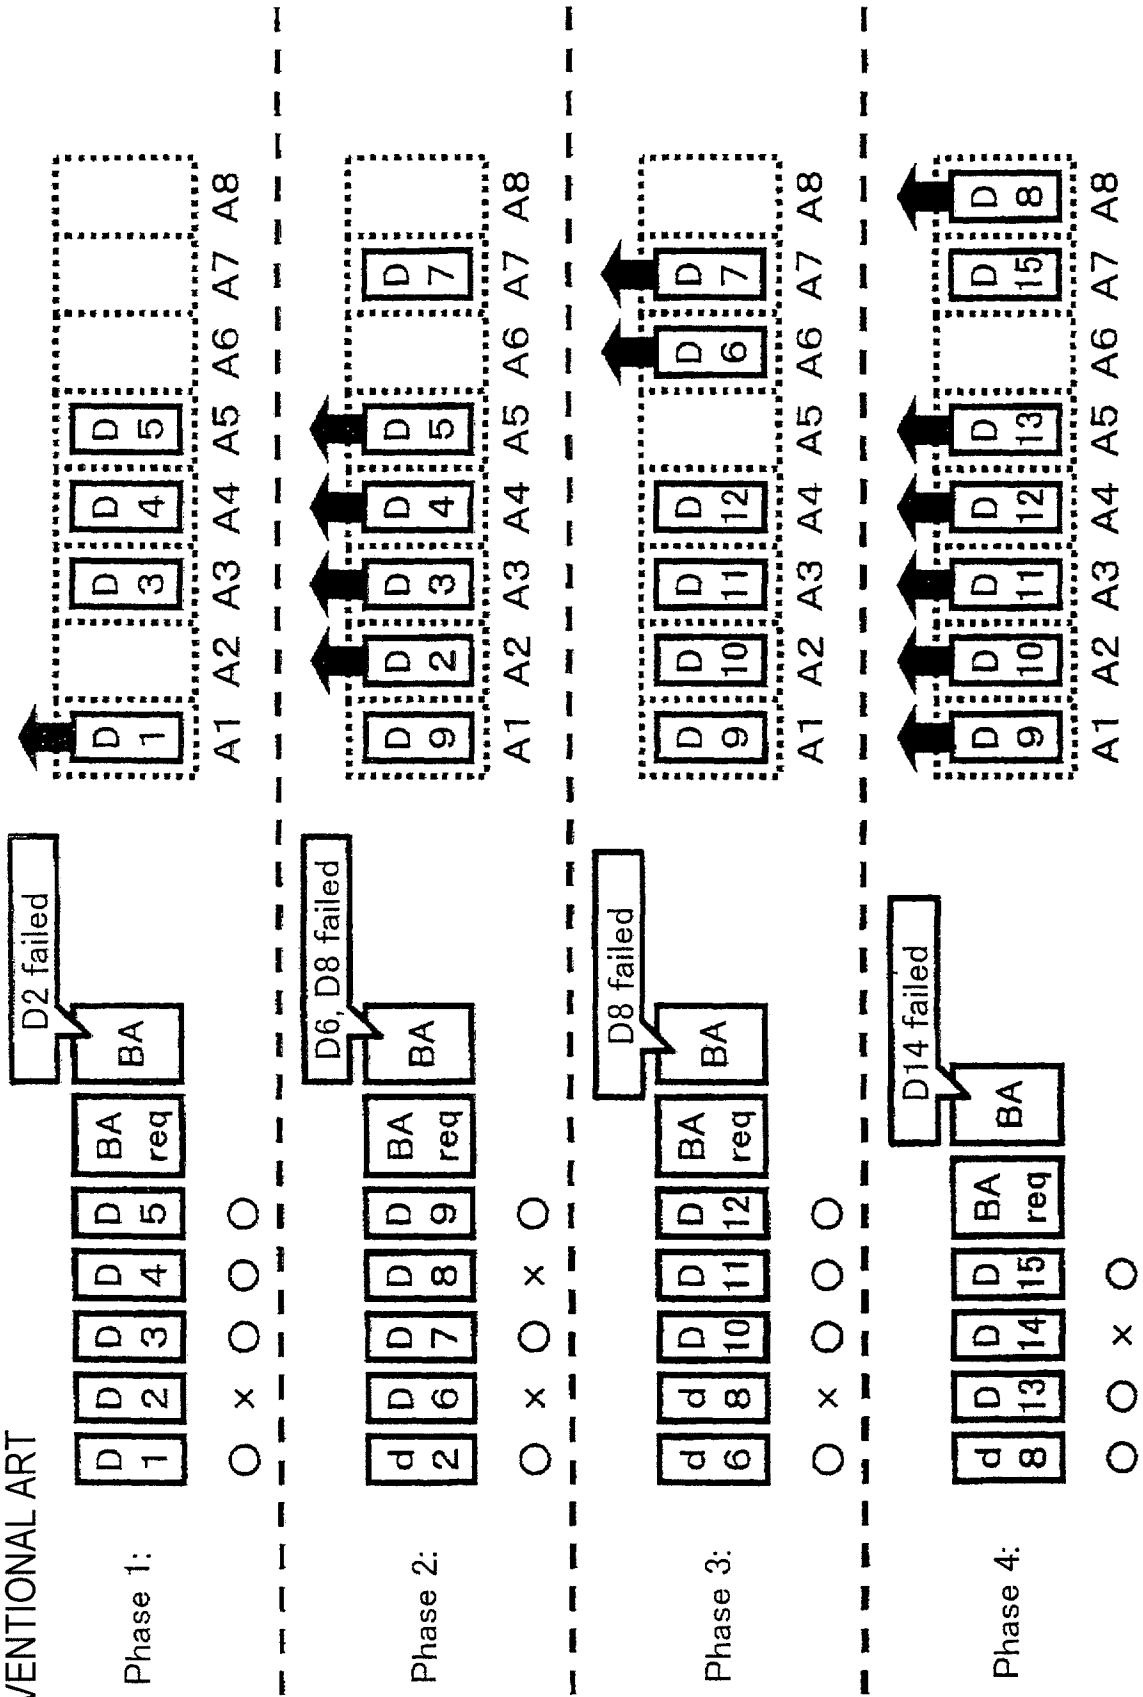 VENTIONAL ART
Phase 1:
D 1 D 2 D 3 D 4 D 5 BA req BA
D2 failed
○ × ○ ○ ○
D 1 D 3 D 4 D 5
A1 A2 A3 A4 A5 A6 A7 A8
Phase 2:
d 2 D 6 D 7 D 8 D 9 BA req BA
D6, D8 failed
○ × ○ × ○
D 9 D 2 D 3 D 4 D 5 D 7
A1 A2 A3 A4 A5 A6 A7 A8
Phase 3:
d 6 d 8 D 10 D 11 D 12 BA req BA
D8 failed
○ × ○ ○ ○
D 9 D 10 D 11 D 12 D 6 D 7
A1 A2 A3 A4 A5 A6 A7 A8
Phase 4:
d 8 D 13 D 14 D 15 BA req BA
D14 failed
○ ○ × ○
D 9 D 10 D 11 D 12 D 13 D 15 D 8
A1 A2 A3 A4 A5 A6 A7 A8